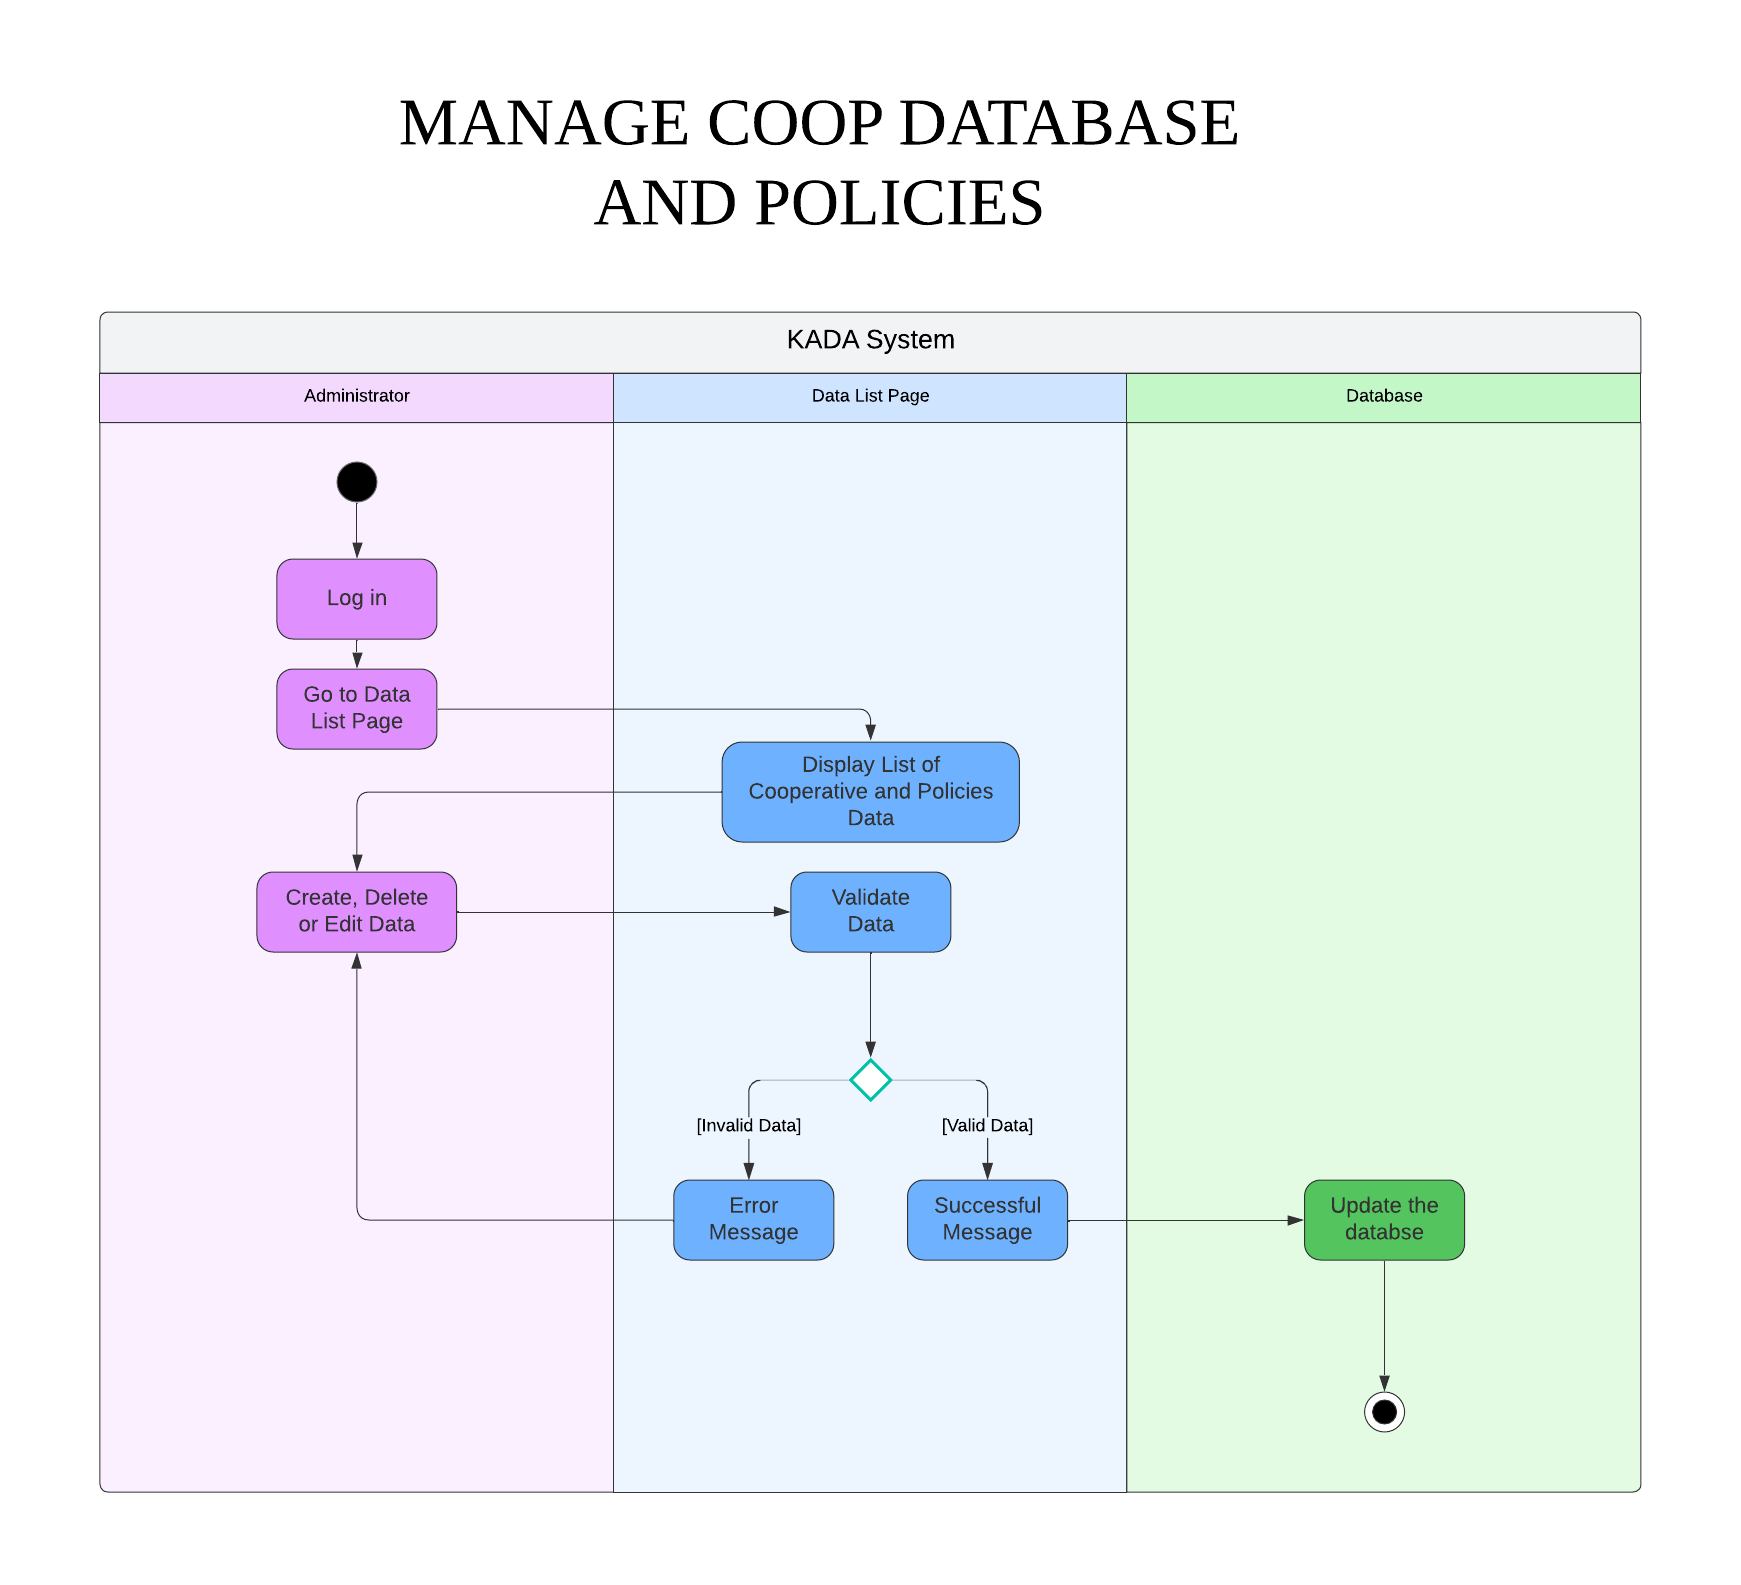 MANAGE COOP DATABASE
AND POLICIES
KADA System
Administrator
Data List Page
Database
Log in
Go to Data
List Page
Display List of
Cooperative and Policies
Data
Create, Delete
or Edit Data
Validate
Data
[Invalid Data]
[Valid Data]
Error
Message
Successful
Message
Update the
databse